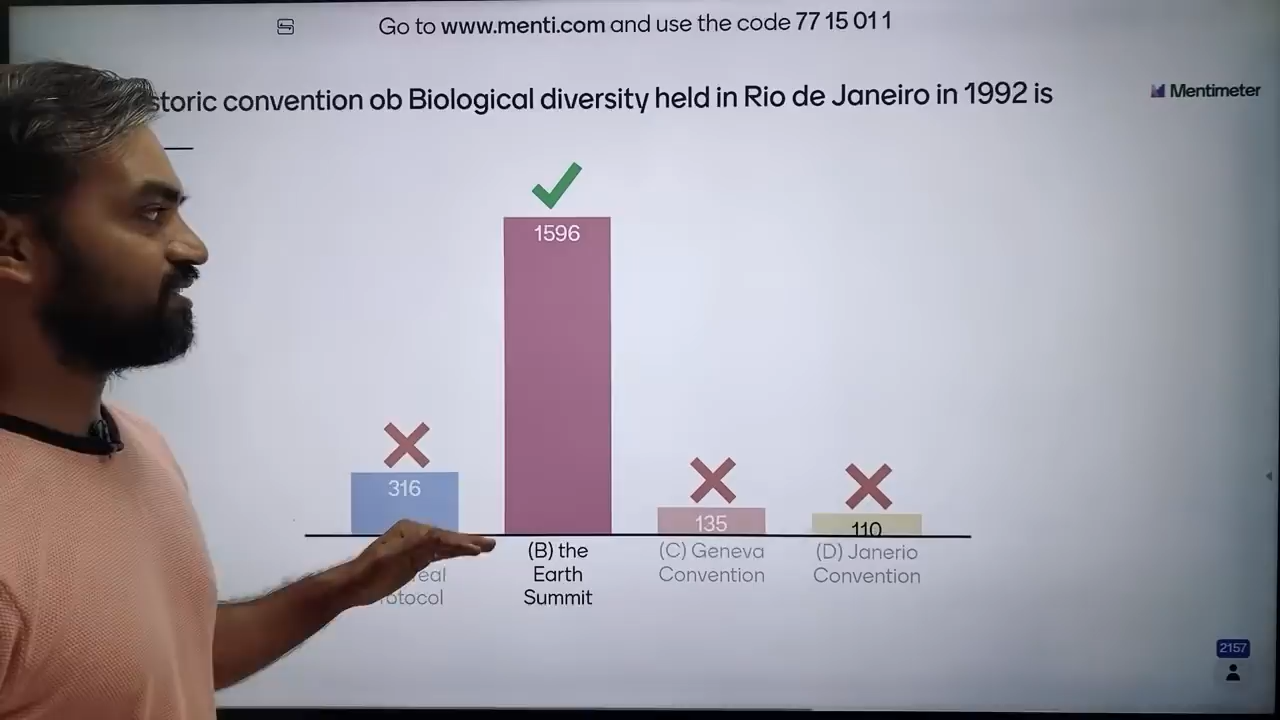 Go to www.menti.com and use the code 77 15 01 1
storic convention ob Biological diversity held in Rio de Janeiro in 1992 is
Mentimeter
1596
316
135
110
eal
otocol
(B) the
Earth
Summit
(C) Geneva
Convention
(D) Janerio
Convention
2157